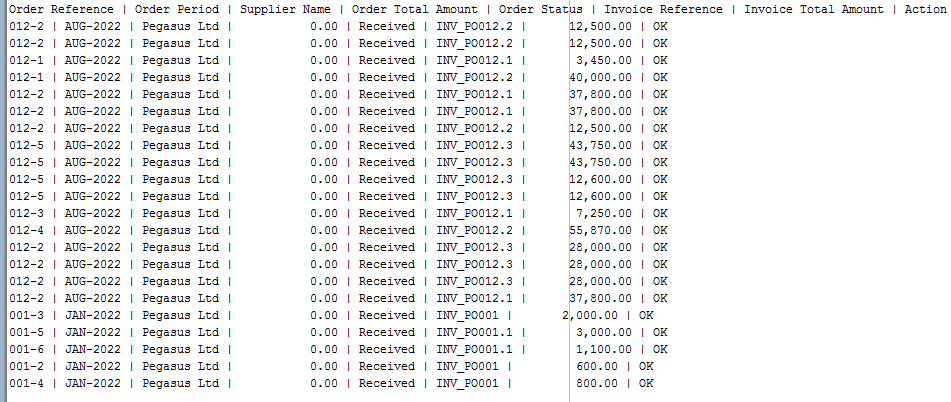 Order Reference | Order Period | Supplier Name | Order Total Amount | Order Status | Invoice Reference | Invoice Total Amount | Action
012-2 | AUG-2022 | Pegasus Ltd | 0.00 | Received | INV_PO012.2 | 12,500.00 | OK
012-2 | AUG-2022 | Pegasus Ltd | 0.00 | Received | INV_PO012.2 | 12,500.00 | OK
012-1 | AUG-2022 | Pegasus Ltd | 0.00 | Received | INV_PO012.1 | 3,450.00 | OK
012-1 | AUG-2022 | Pegasus Ltd | 0.00 | Received | INV_PO012.2 | 40,000.00 | OK
012-2 | AUG-2022 | Pegasus Ltd | 0.00 | Received | INV_PO012.1 | 37,800.00 | OK
012-2 | AUG-2022 | Pegasus Ltd | 0.00 | Received | INV_PO012.1 | 37,800.00 | OK
012-2 | AUG-2022 | Pegasus Ltd | 0.00 | Received | INV_PO012.2 | 12,500.00 | OK
012-5 | AUG-2022 | Pegasus Ltd | 0.00 | Received | INV_PO012.3 | 43,750.00 | OK
012-5 | AUG-2022 | Pegasus Ltd | 0.00 | Received | INV_PO012.3 | 43,750.00 | OK
012-5 | AUG-2022 | Pegasus Ltd | 0.00 | Received | INV_PO012.3 | 12,600.00 | OK
012-5 | AUG-2022 | Pegasus Ltd | 0.00 | Received | INV_PO012.3 | 12,600.00 | OK
012-3 | AUG-2022 | Pegasus Ltd | 0.00 | Received | INV_PO012.1 | 7,250.00 | OK
012-4 | AUG-2022 | Pegasus Ltd | 0.00 | Received | INV_PO012.2 | 55,870.00 | OK
012-2 | AUG-2022 | Pegasus Ltd | 0.00 | Received | INV_PO012.3 | 28,000.00 | OK
012-2 | AUG-2022 | Pegasus Ltd | 0.00 | Received | INV_PO012.3 | 28,000.00 | OK
012-2 | AUG-2022 | Pegasus Ltd | 0.00 | Received | INV_PO012.3 | 28,000.00 | OK
012-2 | AUG-2022 | Pegasus Ltd | 0.00 | Received | INV_PO012.1 | 37,800.00 | OK
001-3 | JAN-2022 | Pegasus Ltd | 0.00 | Received | INV_PO001 | 2,000.00 | OK
001-5 | JAN-2022 | Pegasus Ltd | 0.00 | Received | INV_PO001.1 | 3,000.00 | OK
001-6 | JAN-2022 | Pegasus Ltd | 0.00 | Received | INV_PO001.1 | 1,100.00 | OK
001-2 | JAN-2022 | Pegasus Ltd | 0.00 | Received | INV_PO001 | 600.00 | OK
001-4 | JAN-2022 | Pegasus Ltd | 0.00 | Received | INV_PO001 | 800.00 | OK